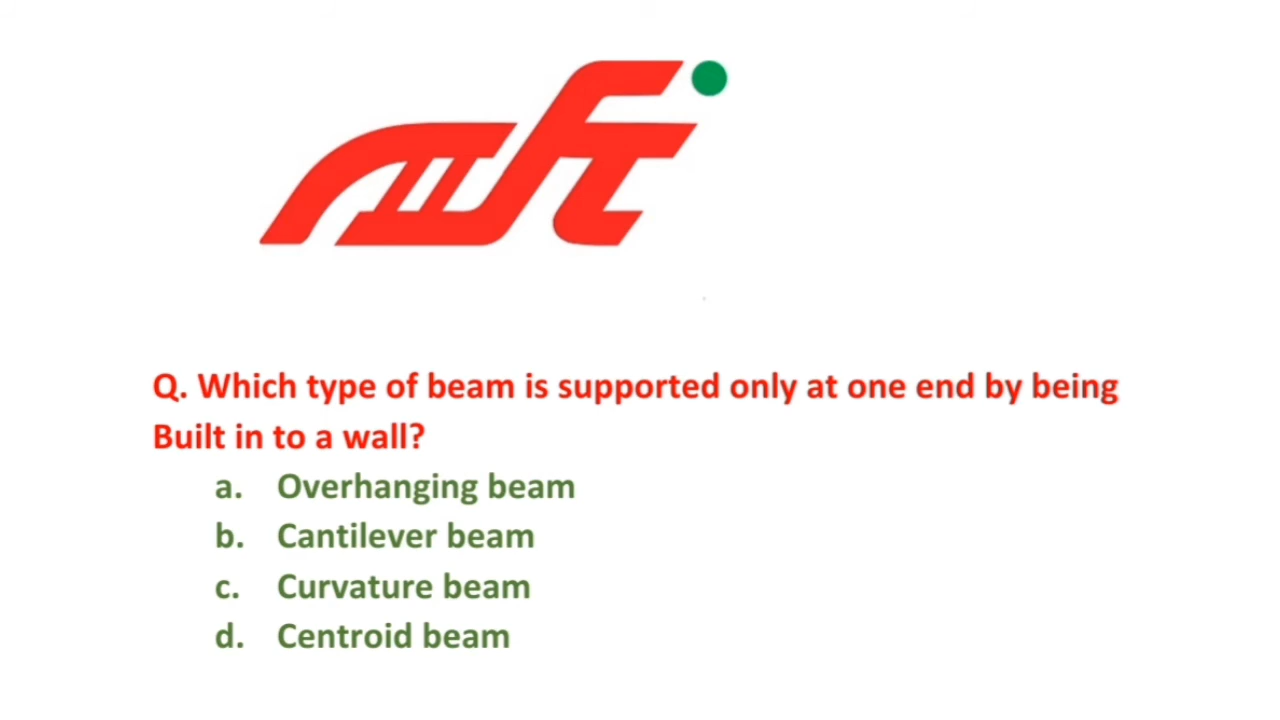 Q. Which type of beam is supported only at one end by being
Built in to a wall?
a. Overhanging beam
b. Cantilever beam
c. Curvature beam
d. Centroid beam